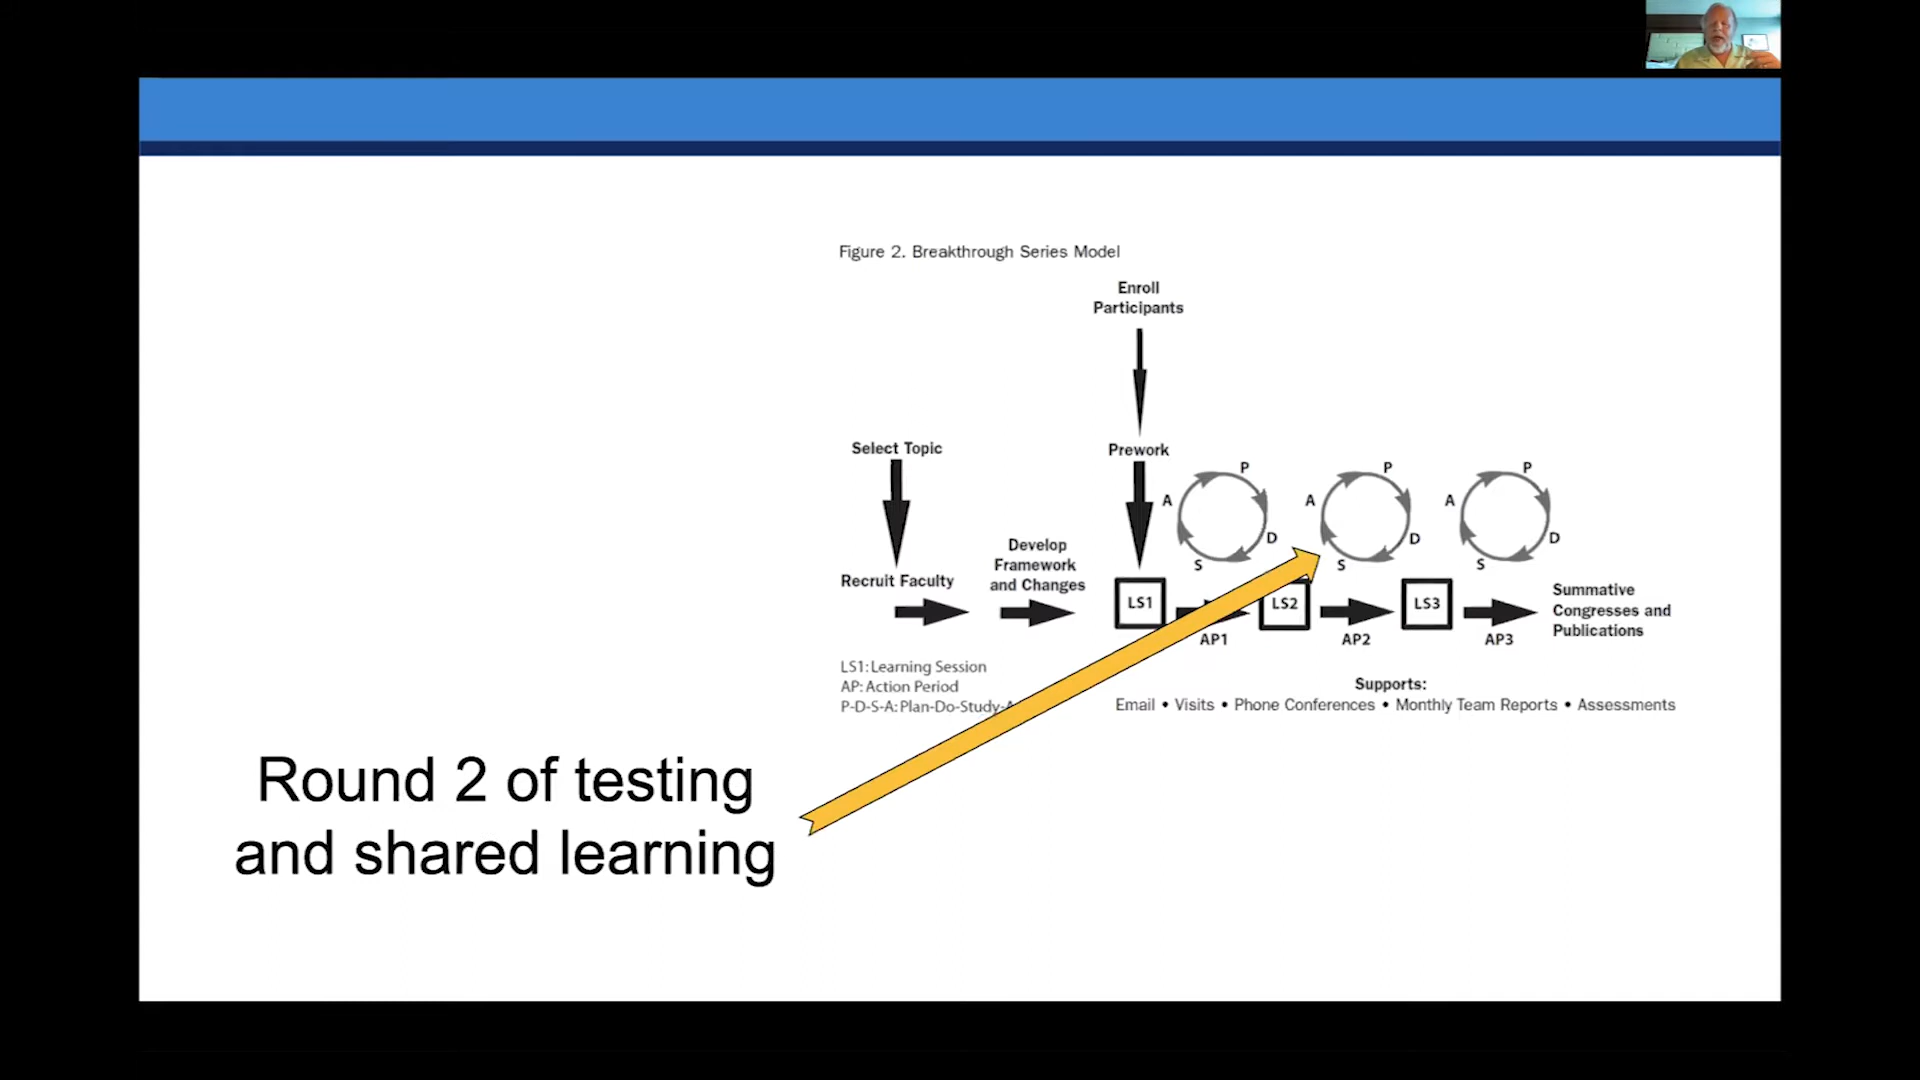 Figure 2. Breakthrough Series Model
Enroll
Participants
Select Topic
Prework
P
A
D
S
P
A
D
S
P
A
D
S
Recruit Faculty
Develop
Framework
and Changes
LS1
LS2
LS3
AP1
AP2
AP3
Summative
Congresses and
Publications
LS1: Learning Session
AP: Action Period
P-D-S-A: Plan-Do-Study-
Supports:
Email • Visits • Phone Conferences • Monthly Team Reports • Assessments
Round 2 of testing
and shared learning